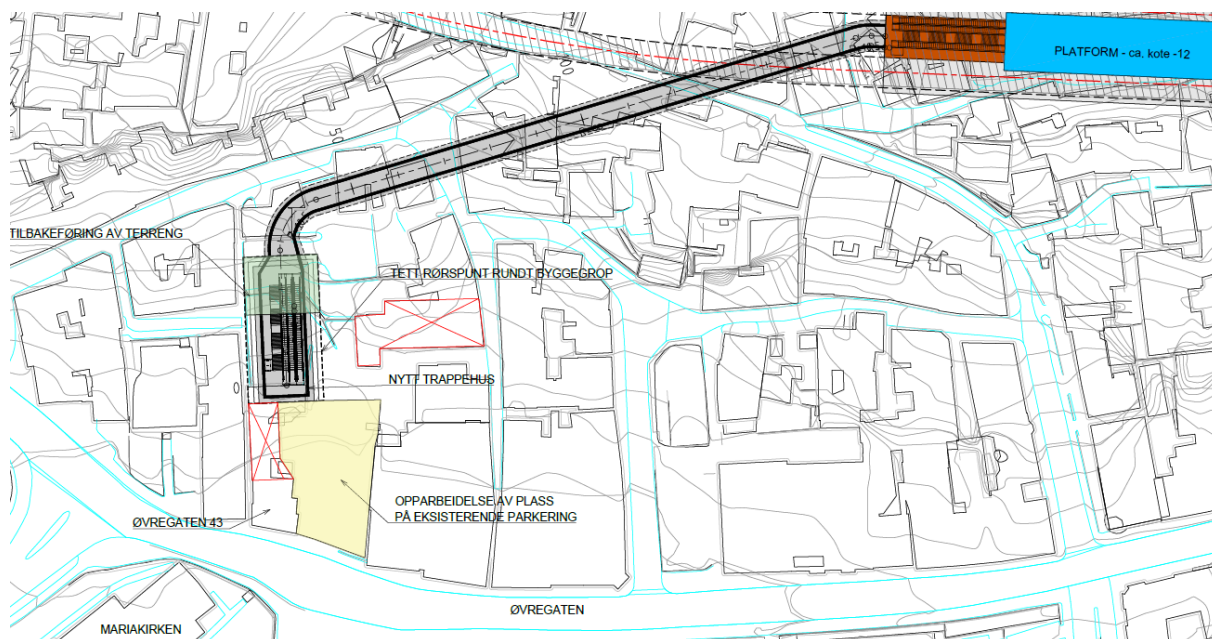 PLATFORM - ca. kote -12
TILBAKEFØRING AV TERRENG
TETT RØRSPUNT RUNDT BYGGEGROP
NYTT TRAPPEHUS
OPPARBEIDELSE AV PLASS
PÅ EKSISTERENDE PARKERING
ØVREGATEN 43
ØVREGATEN
MARIAKIRKEN